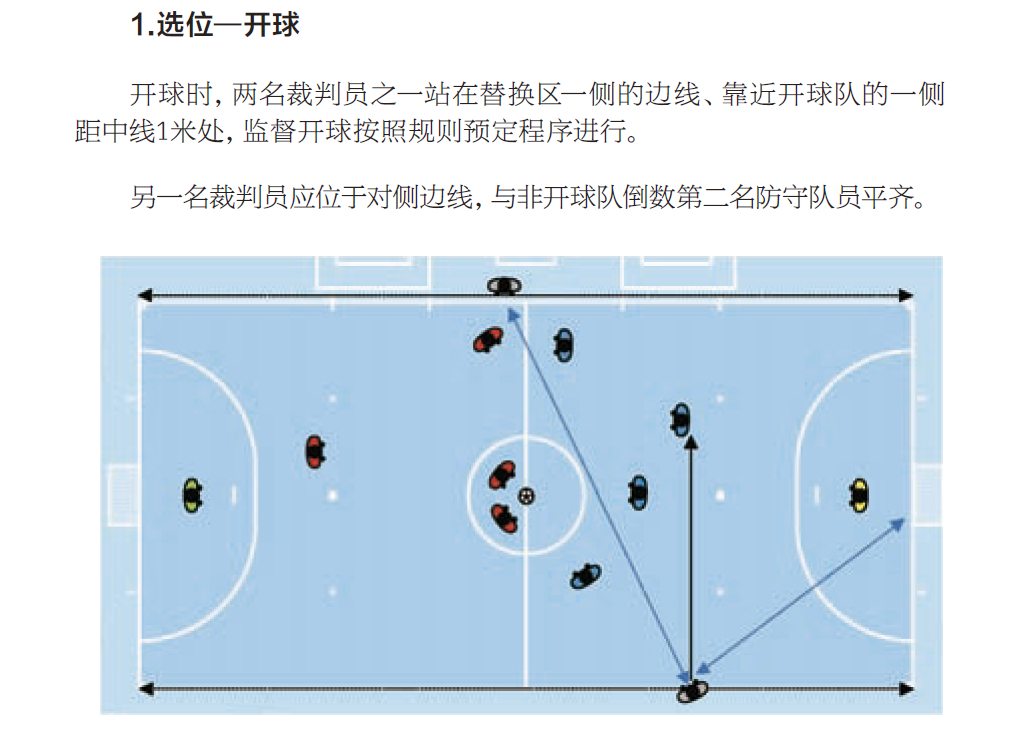 1.选位—开球
开球时，两名裁判员之一站在替换区一侧的边线、靠近开球队的一侧
距中线1米处，监督开球按照规则预定程序进行。
另一名裁判员应位于对侧边线，与非开球队倒数第二名防守队员平齐。